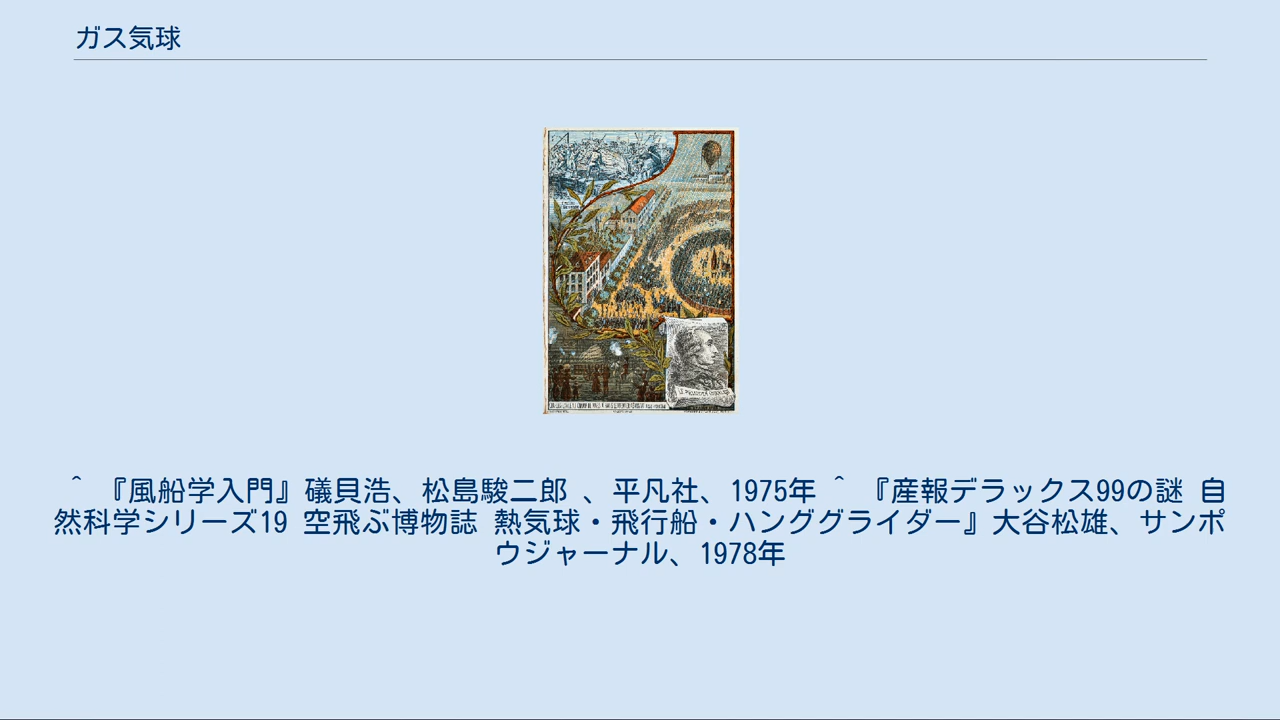 ガス気球
^ 『風船学入門』礒貝浩、松島駿二郎 、平凡社、1975年 ^ 『産報デラックス99の謎 自
然科学シリーズ19 空飛ぶ博物誌 熱気球・飛行船・ハンググライダー』大谷松雄、サンポ
ウジャーナル、1978年